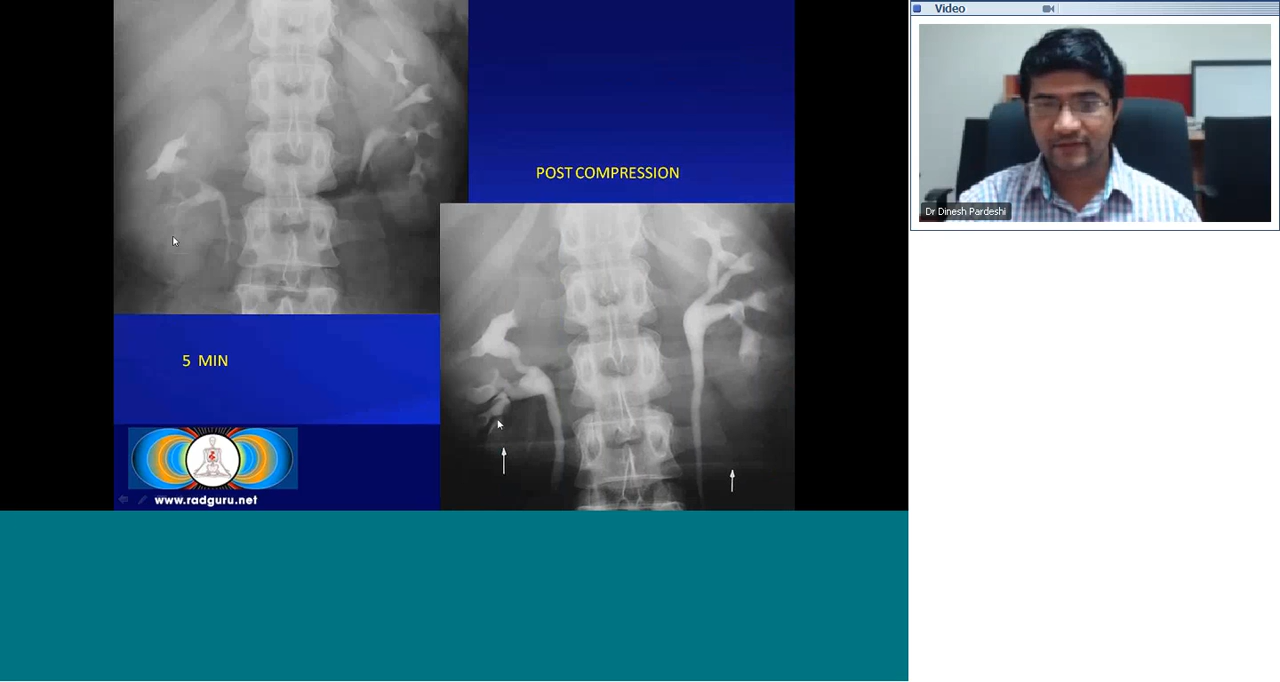 Video
POST COMPRESSION
Dr Dinesh Pardeshi
5 MIN
www.radguru.net